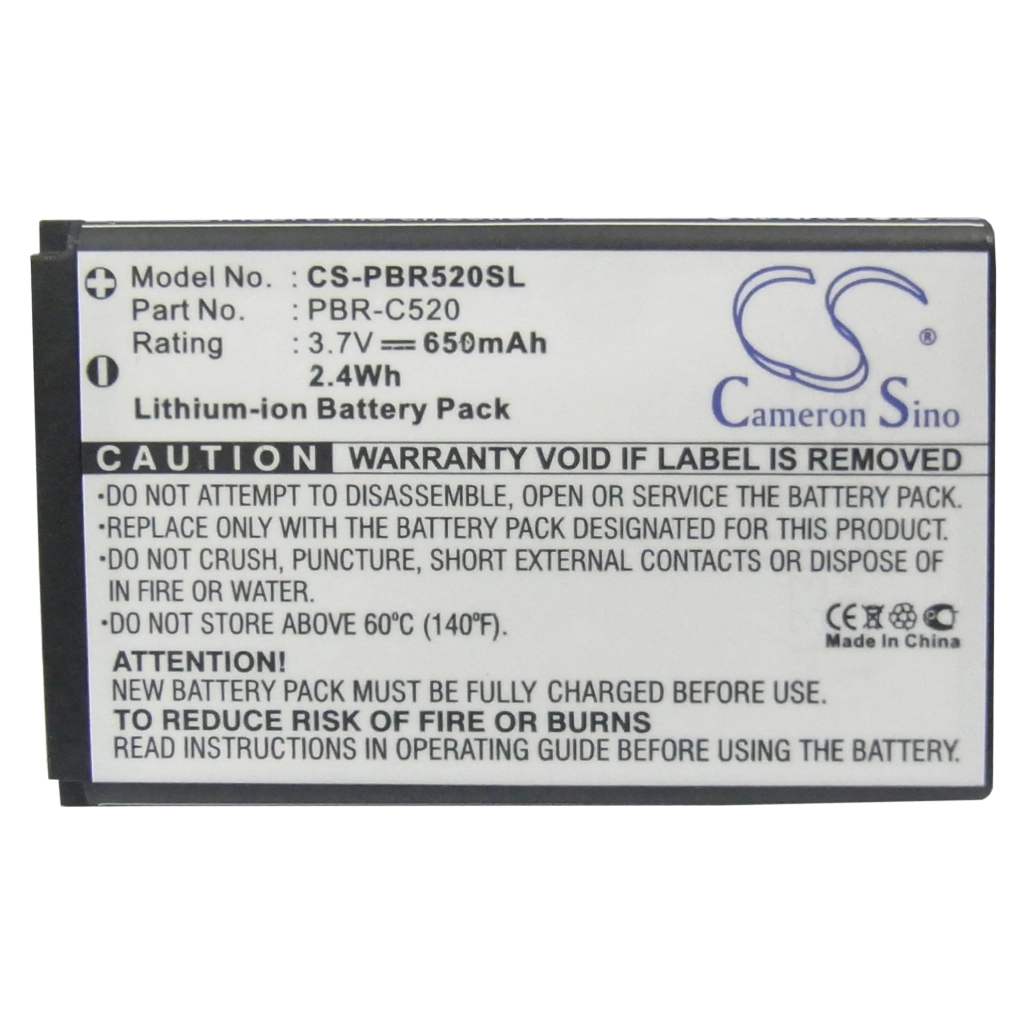 Model No. : CS-PBR520SL
Part No. : PBR-C520
Rating : 3.7V 650mAh
2.4Wh
Lithium-ion Battery Pack
CS
®
Cameron Sino
CAUTION WARRANTY VOID IF LABEL IS REMOVED
•DO NOT ATTEMPT TO DISASSEMBLE, OPEN OR SERVICE THE BATTERY PACK.
•REPLACE ONLY WITH THE BATTERY PACK DESIGNATED FOR THIS PRODUCT.
•DO NOT CRUSH, PUNCTURE, SHORT EXTERNAL CONTACTS OR DISPOSE OF
IN FIRE OR WATER.
•DO NOT STORE ABOVE 60ºC (140ºF).
CE
Made In China
ATTENTION!
NEW BATTERY PACK MUST BE FULLY CHARGED BEFORE USE.
TO REDUCE RISK OF FIRE OR BURNS
READ INSTRUCTIONS IN OPERATING GUIDE BEFORE USING THE BATTERY.